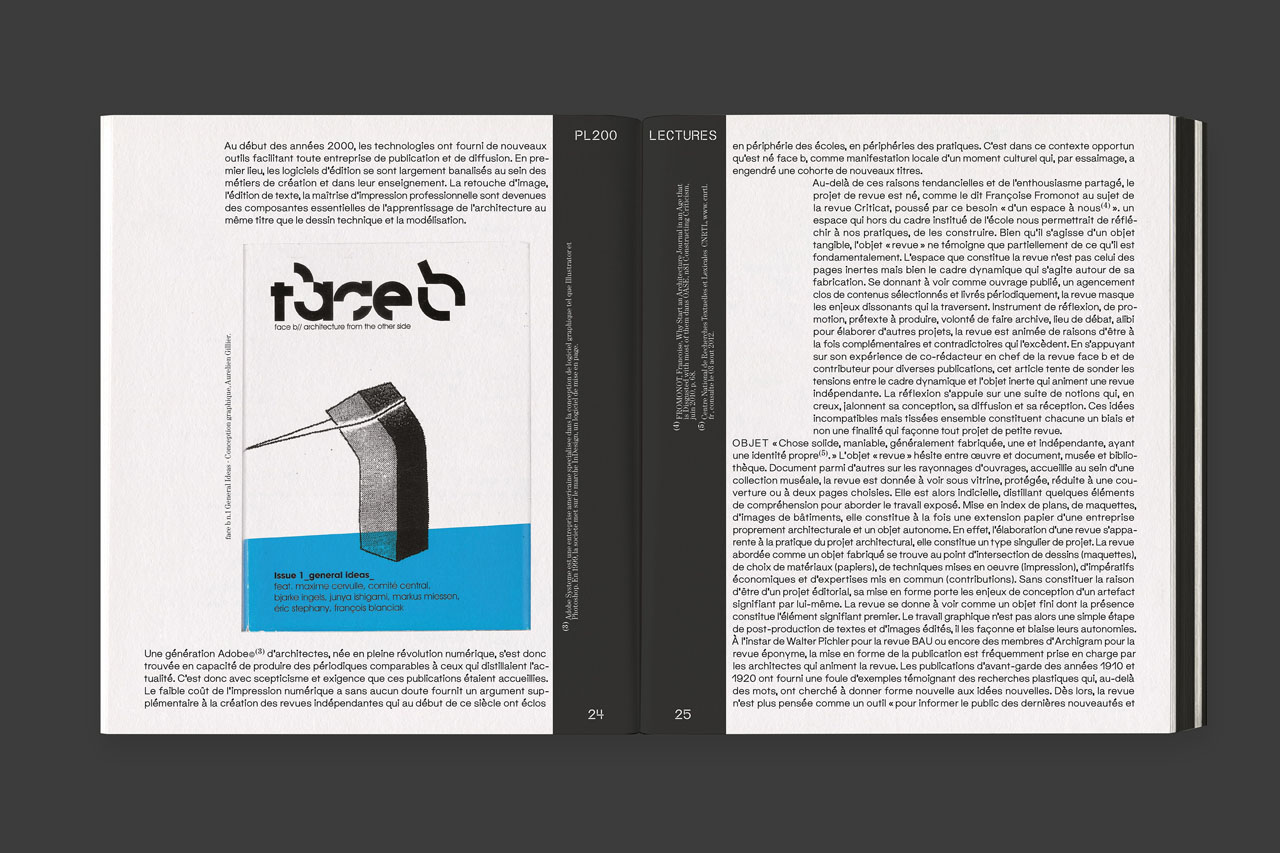 Au début des années 2000, les technologies ont fourni de nouveaux
outils facilitant toute entreprise de publication et de diffusion. En pre-
mier lieu, les logiciels d'édition se sont largement banalisés au sein des
métiers de création et dans leur enseignement. La retouche d'image,
l'édition de texte, la maîtrise d'impression professionnelle sont devenues
des composantes essentielles de l'apprentissage de l'architecture au
même titre que le dessin technique et la modélisation.
face b
face b// architecture from the other side
Issue 1_general ideas_
feat. maxime cervulle, comité central,
bjarke ingels, junya ishigami, markus miessen,
éric stephany, françois blanciak
face b n.1 General Ideas - Conception graphique, Aurelien Gillier.
Une génération Adobe®(3) d'architectes, née en pleine révolution numérique, s'est donc
trouvée en capacité de produire des périodiques comparables à ceux qui distillaient l'ac-
tualité. C'est donc avec scepticisme et exigence que ces publications étaient accueillies.
Le faible coût de l'impression numérique a sans aucun doute fournit un argument sup-
plémentaire à la création des revues indépendantes qui au début de ce siècle ont éclos
PL200
(3) Adobe Systeme est une entreprise americaine specialisee dans la conception de logiciel graphique tel que Illustrator et
Photoshop. En 1999, la societe met sur le marche InDesign, un logiciel de mise en page.
24
LECTURES
(4) FROMONOT, Francoise, Why Start an Architecture Journal in an Age that
is Disgusted with most of them dans OASE, n81 Constructing Criticism,
Juin 2010, p.68.
(5) Centre National de Recherches Textuelles et Lexicales CNRTL, www.cnrtl.
fr, consulte le 03 aout 2012.
25
en périphérie des écoles, en périphéries des pratiques. C'est dans ce contexte opportun
qu'est né face b, comme manifestation locale d'un moment culturel qui, par essaimage, a
engendré une cohorte de nouveaux titres.
Au-delà de ces raisons tendancielles et de l'enthousiasme partagé, le
projet de revue est né, comme le dit Françoise Fromonot au sujet de
la revue Criticat, poussé par ce besoin « d'un espace à nous(4) ». un
espace qui hors du cadre institué de l'école nous permettrait de réflé-
chir à nos pratiques, de les construire. Bien qu'il s'agisse d'un objet
tangible, l'objet « revue » ne témoigne que partiellement de ce qu'il est
fondamentalement. L'espace que constitue la revue n'est pas celui des
pages inertes mais bien le cadre dynamique qui s'agite autour de sa
fabrication. Se donnant à voir comme ouvrage publié, un agencement
clos de contenus sélectionnés et livrés périodiquement, la revue masque
les enjeux dissonants qui la traversent. Instrument de réflexion, de pro-
motion, prétexte à produire, volonté de faire archive, lieu de débat, alibi
pour élaborer d'autres projets, la revue est animée de raisons d'être à
la fois complémentaires et contradictoires qui l'excèdent. En s'appuyant
sur son expérience de co-rédacteur en chef de la revue face b et de
contributeur pour diverses publications, cet article tente de sonder les
tensions entre le cadre dynamique et l'objet inerte qui animent une revue
indépendante. La réflexion s'appuie sur une suite de notions qui, en
creux, jalonnent sa conception, sa diffusion et sa réception. Ces idées
incompatibles mais tissées ensemble constituent chacune un biais et
non une finalité qui façonne tout projet de petite revue.
OBJET « Chose solide, maniable, généralement fabriquée, une et indépendante, ayant
une identité propre(5). » L'objet « revue » hésite entre œuvre et document, musée et biblio-
thèque. Document parmi d'autres sur les rayonnages d'ouvrages, accueillie au sein d'une
collection muséale, la revue est donnée à voir sous vitrine, protégée, réduite à une cou-
verture ou à deux pages choisies. Elle est alors indicielle, distillant quelques éléments
de compréhension pour aborder le travail exposé. Mise en index de plans, de maquettes,
d'images de bâtiments, elle constitue à la fois une extension papier d'une entreprise
proprement architecturale et un objet autonome. En effet, l'élaboration d'une revue s'appa-
rente à la pratique du projet architectural, elle constitue un type singulier de projet. La revue
abordée comme un objet fabriqué se trouve au point d'intersection de dessins (maquettes),
de choix de matériaux (papiers), de techniques mises en oeuvre (impression), d'impératifs
économiques et d'expertises mis en commun (contributions). Sans constituer la raison
d'être d'un projet éditorial, sa mise en forme porte les enjeux de conception d'un artefact
signifiant par lui-même. La revue se donne à voir comme un objet fini dont la présence
constitue l'élément signifiant premier. Le travail graphique n'est pas alors une simple étape
de post-production de textes et d'images édités, il les façonne et biaise leurs autonomies.
À l'instar de Walter Pichler pour la revue BAU ou encore des membres d'Archigram pour la
revue éponyme, la mise en forme de la publication est fréquemment prise en charge par
les architectes qui animent la revue. Les publications d'avant-garde des années 1910 et
1920 ont fourni une foule d'exemples témoignant des recherches plastiques qui, au-delà
des mots, ont cherché à donner forme nouvelle aux idées nouvelles. Dès lors, la revue
n'est plus pensée comme un outil « pour informer le public des dernières nouveautés et